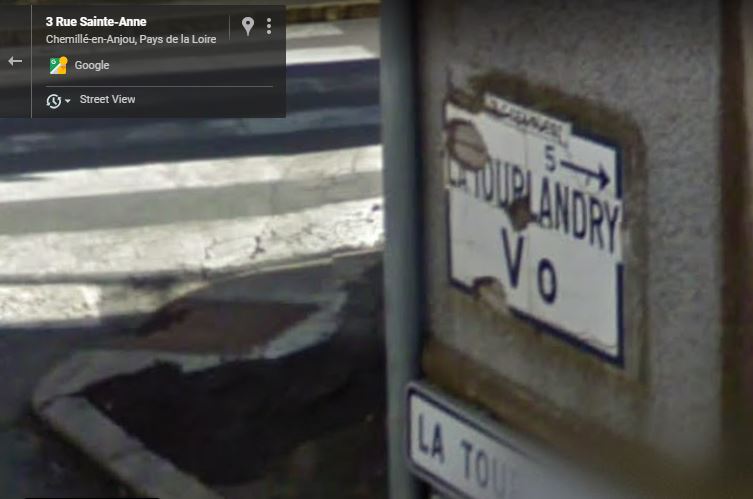 3 Rue Sainte-Anne
Chemillé-en-Anjou, Pays de la Loire
Google
Street View
5
LA TOURLANDRY
Vo
LA TOU